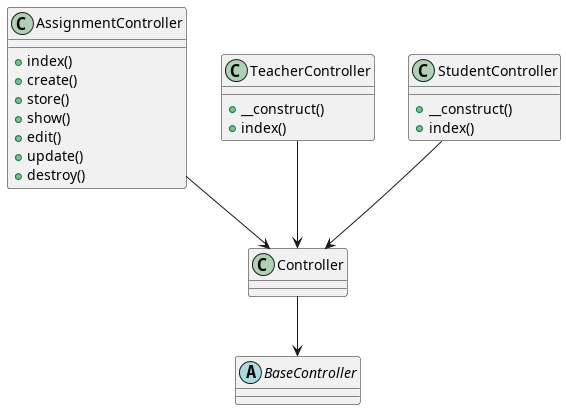 C AssignmentController
index()
create()
store()
show()
edit()
update()
destroy()
C TeacherController
__construct()
index()
C StudentController
__construct()
index()
C Controller
A BaseController